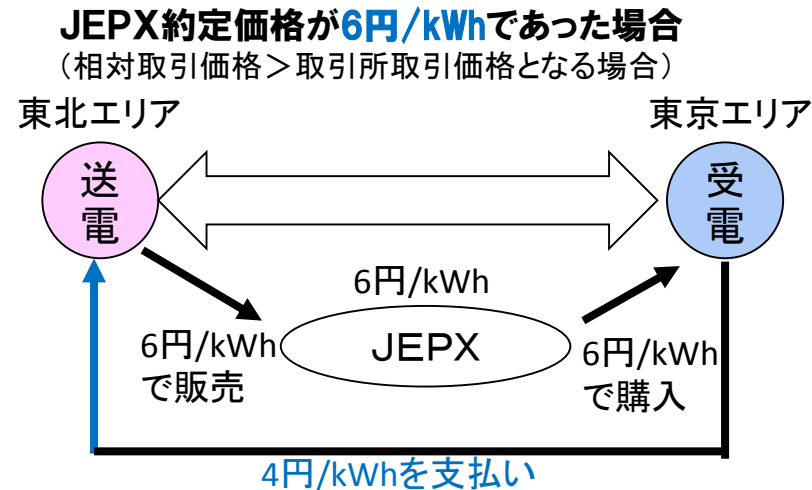 JEPX約定価格が6円/kWhであった場合
（相対取引価格＞取引所取引価格となる場合）
東北エリア
東京エリア
送電
受電
6円/kWh
JEPX
6円/kWh
で販売
6円/kWh
で購入
4円/kWhを支払い